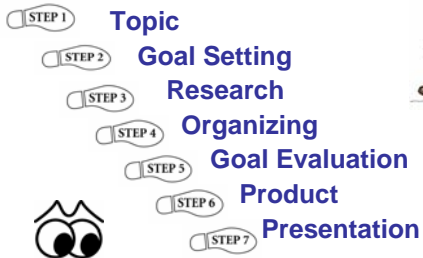 STEP 1 Topic
STEP 2 Goal Setting
STEP 3 Research
STEP 4 Organizing
STEP 5 Goal Evaluation
STEP 6 Product
STEP 7 Presentation